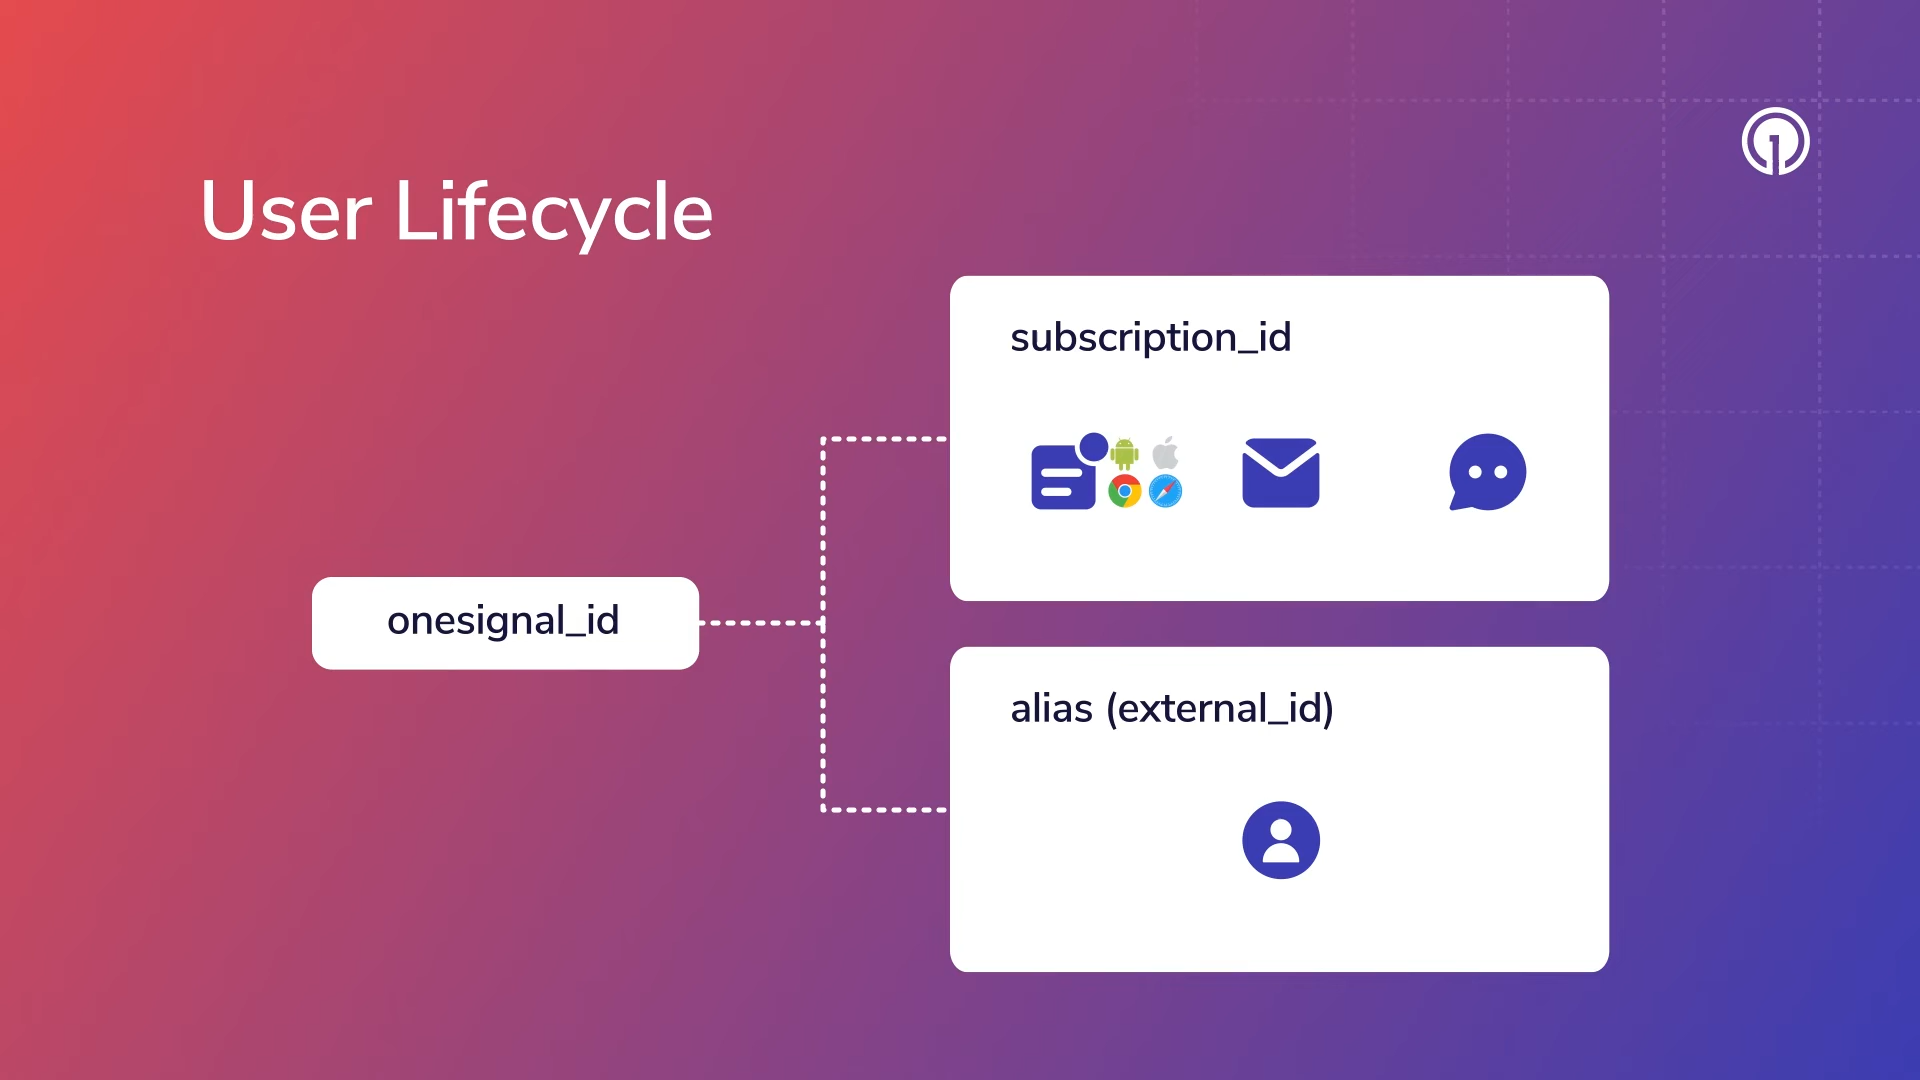 User Lifecycle
subscription_id
onesignal_id
alias (external_id)